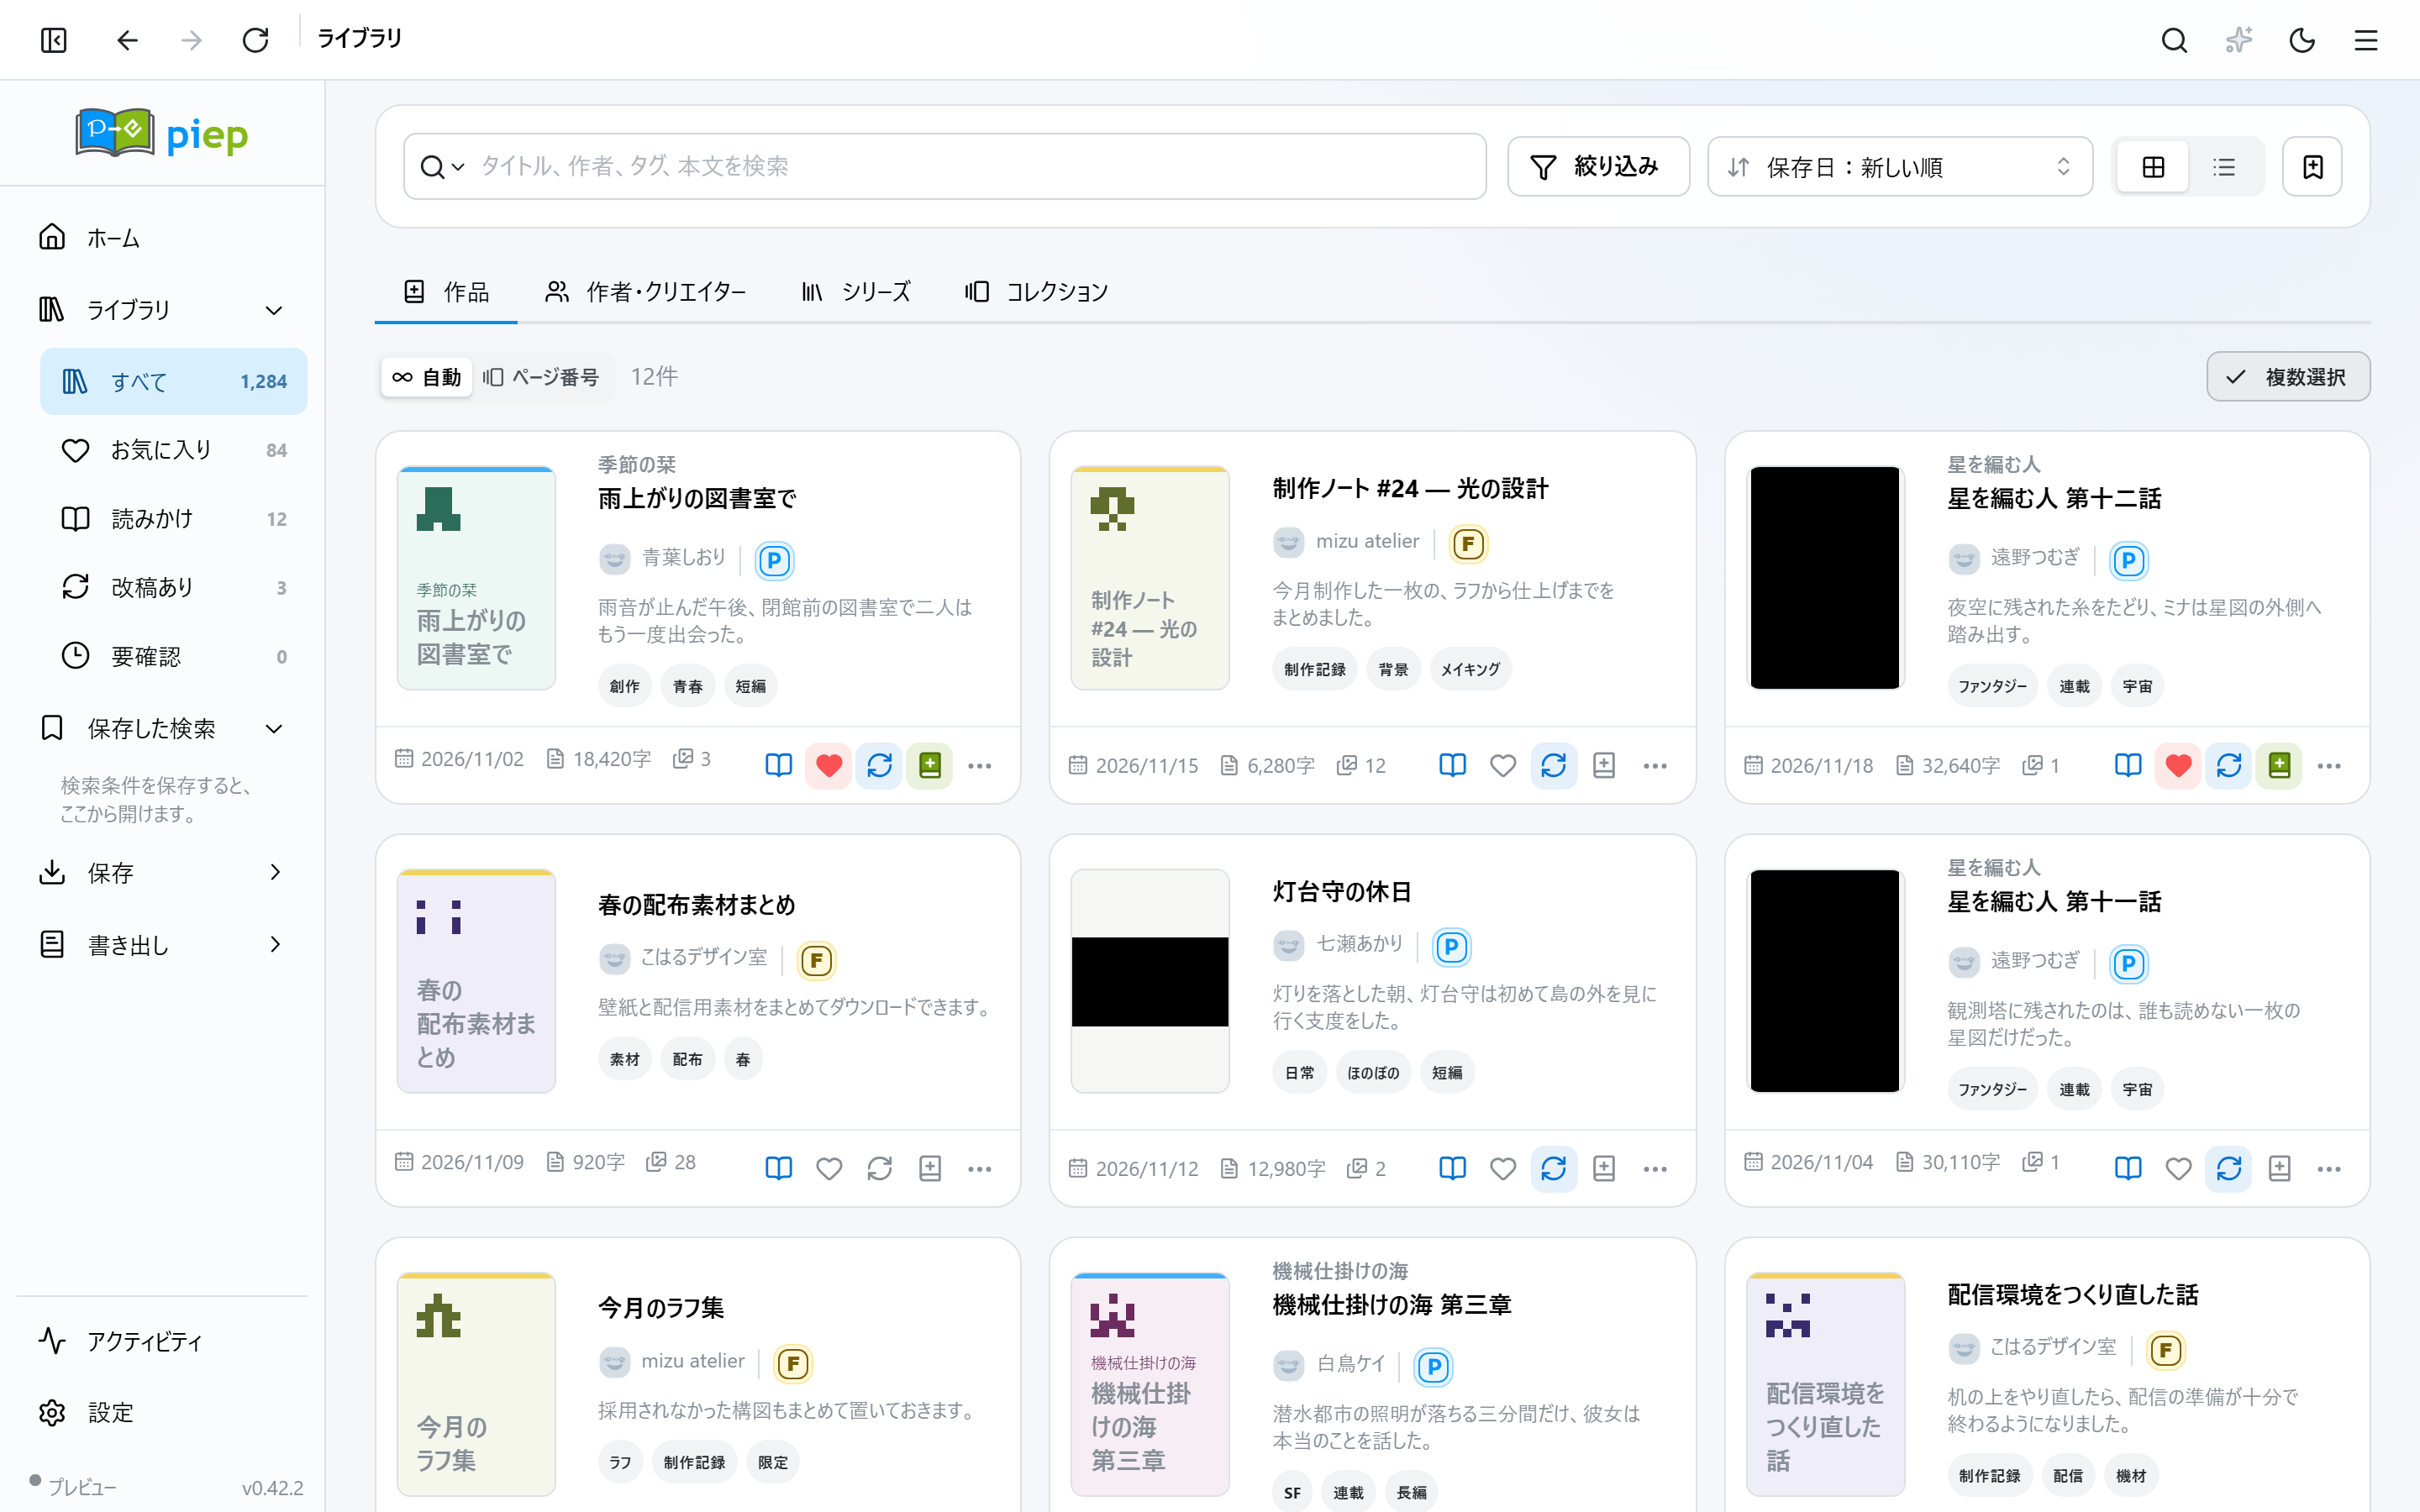 ライブラリ
piep
ホーム
ライブラリ
すべて 1,284
お気に入り 84
読みかけ 12
改稿あり 3
要確認 0
保存した検索
検索条件を保存すると、
ここから開けます。
保存
書き出し
アクティビティ
設定
プレビュー v0.42.2
タイトル、作者、タグ、本文を検索
絞り込み
保存日：新しい順
作品 作者・クリエイター シリーズ コレクション
自動 ページ番号 12件
複数選択
季節の栞
雨上がりの
図書室で
季節の栞
雨上がりの図書室で
青葉しおり P
雨音が止んだ午後、閉館前の図書室で二人は
もう一度出会った。
創作 青春 短編
2026/11/02 18,420字 3
制作ノート
#24 — 光の
設計
制作ノート #24 — 光の設計
mizu atelier F
今月制作した一枚の、ラフから仕上げまでを
まとめました。
制作記録 背景 メイキング
2026/11/15 6,280字 12
星を編む人
星を編む人 第十二話
遠野つむぎ P
夜空に残された糸をたどり、ミナは星図の外側へ
踏み出す。
ファンタジー 連載 宇宙
2026/11/18 32,640字 1
春の
配布素材ま
とめ
春の配布素材まとめ
こはるデザイン室 F
壁紙と配信用素材をまとめてダウンロードできます。
素材 配布 春
2026/11/09 920字 28
灯台守の休日
七瀬あかり P
灯りを落とした朝、灯台守は初めて島の外を見に
行く支度をした。
日常 ほのぼの 短編
2026/11/12 12,980字 2
星を編む人
星を編む人 第十一話
遠野つむぎ P
観測塔に残されたのは、誰も読めない一枚の
星図だけだった。
ファンタジー 連載 宇宙
2026/11/04 30,110字 1
今月の
ラフ集
今月のラフ集
mizu atelier F
採用されなかった構図もまとめて置いておきます。
ラフ 制作記録 限定
機械仕掛けの海
機械仕掛
けの海
第三章
機械仕掛けの海
機械仕掛けの海 第三章
白鳥ケイ P
潜水都市の照明が落ちる三分間だけ、彼女は
本当のことを話した。
SF 連載 長編
配信環境を
つくり直した
話
配信環境をつくり直した話
こはるデザイン室 F
机の上をやり直したら、配信の準備が十分で
終わるようになりました。
制作記録 配信 機材